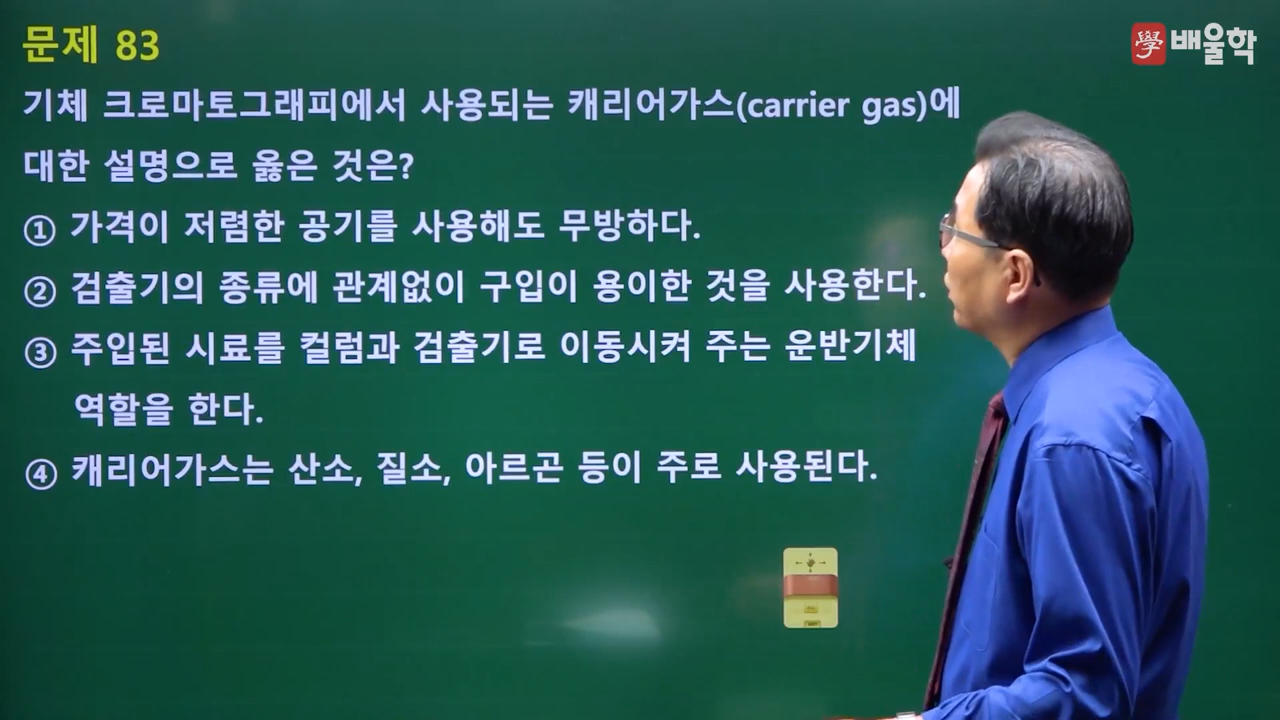 문제 83
學 배울학
기체 크로마토그래피에서 사용되는 캐리어가스(carrier gas)에
대한 설명으로 옳은 것은?
① 가격이 저렴한 공기를 사용해도 무방하다.
② 검출기의 종류에 관계없이 구입이 용이한 것을 사용한다.
③ 주입된 시료를 컬럼과 검출기로 이동시켜 주는 운반기체
역할을 한다.
④ 캐리어가스는 산소, 질소, 아르곤 등이 주로 사용된다.